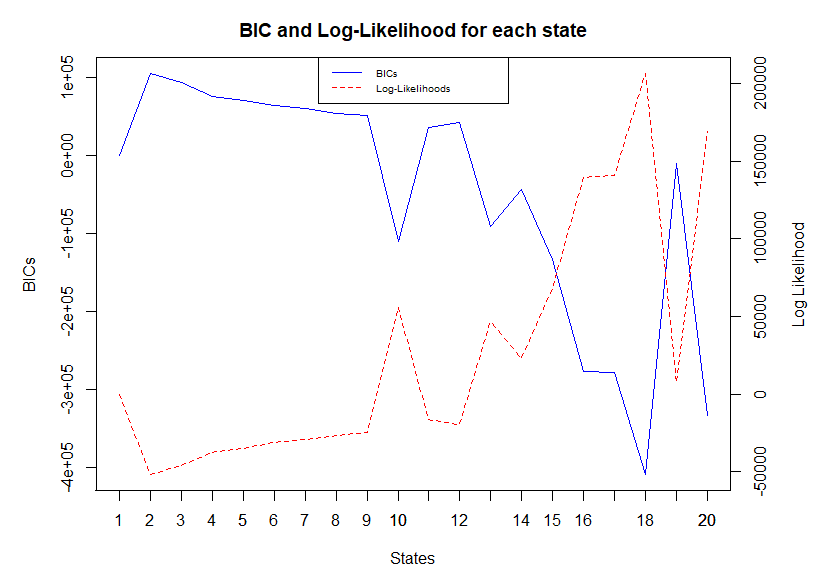 BIC and Log-Likelihood for each state
BICs
Log-Likelihoods
1e+05
0e+00
-1e+05
-2e+05
-3e+05
-4e+05
BICs
200000
150000
100000
50000
0
-50000
Log Likelihood
1 2 3 4 5 6 7 8 9 10 12 14 15 16 18 20
States